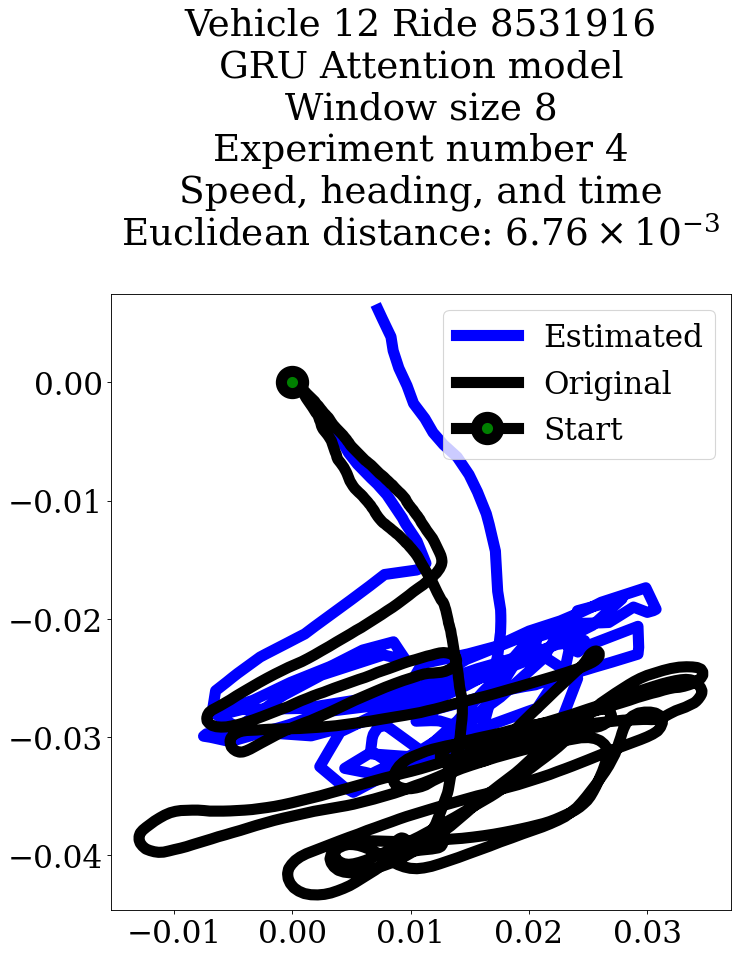 Vehicle 12 Ride 8531916
GRU Attention model
Window size 8
Experiment number 4
Speed, heading, and time
Euclidean distance: 6.76 × 10⁻³
Estimated
Original
Start
0.00
−0.01
−0.02
−0.03
−0.04
−0.01 0.00 0.01 0.02 0.03